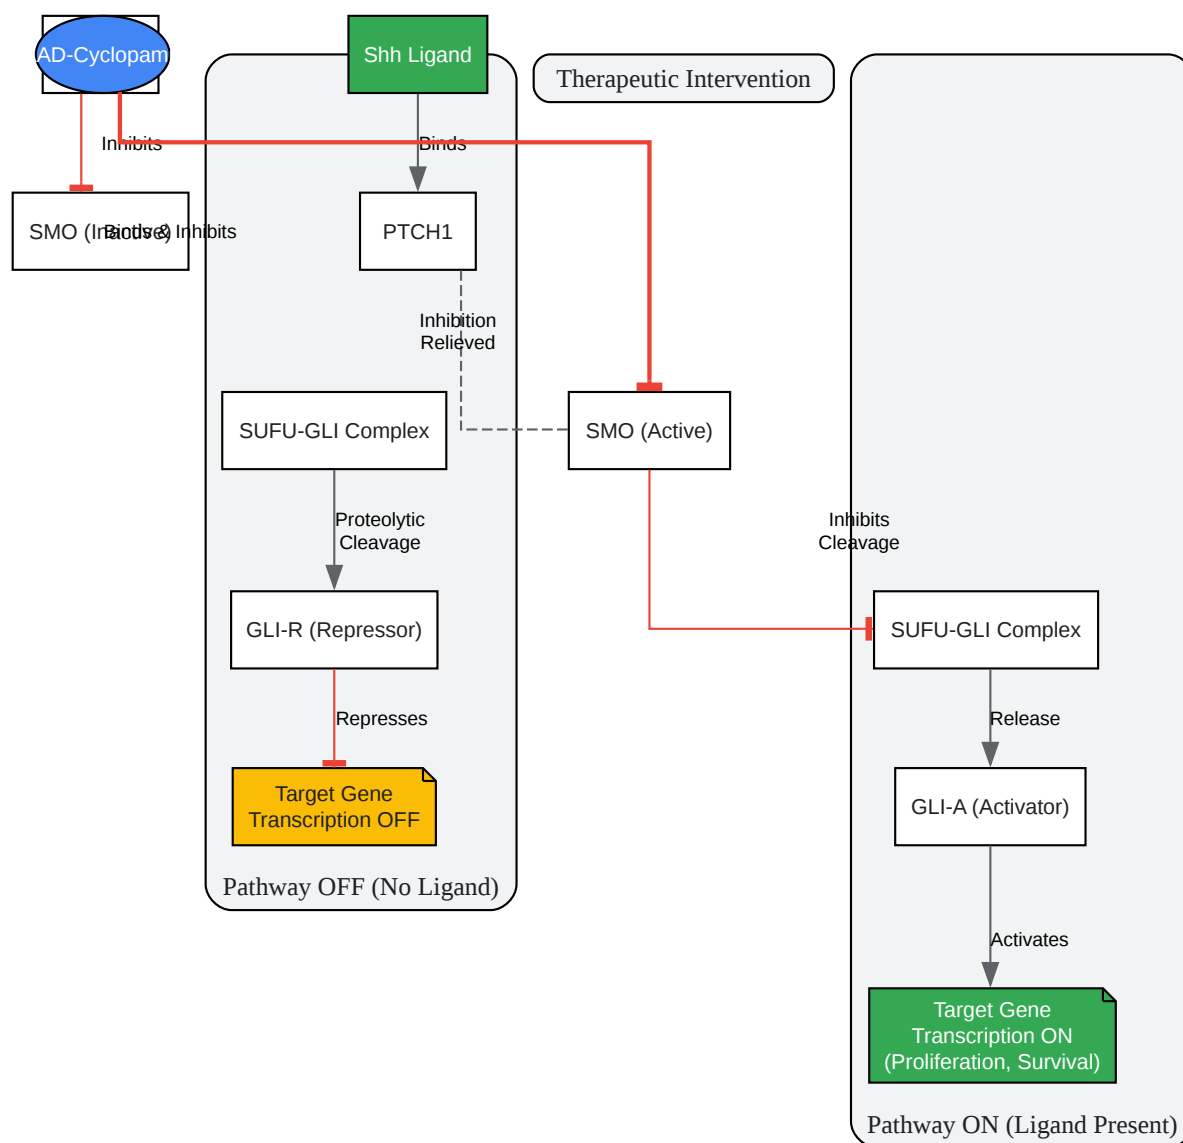 AD-Cyclopam
Shh Ligand
Therapeutic Intervention
Inhibits
Binds
SMO (Inactive)
Binds & Inhibits
PTCH1
Inhibition
Relieved
SUFU-GLI Complex
SMO (Active)
Proteolytic
Cleavage
Inhibits
Cleavage
GLI-R (Repressor)
SUFU-GLI Complex
Represses
Release
Target Gene
Transcription OFF
GLI-A (Activator)
Pathway OFF (No Ligand)
Activates
Target Gene
Transcription ON
(Proliferation, Survival)
Pathway ON (Ligand Present)